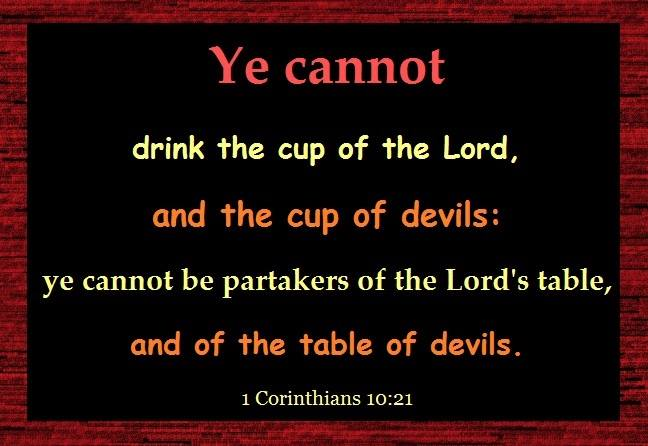 Ye cannot
drink the cup of the Lord,
and the cup of devils:
ye cannot be partakers of the Lord's table,
and of the table of devils.
1 Corinthians 10:21